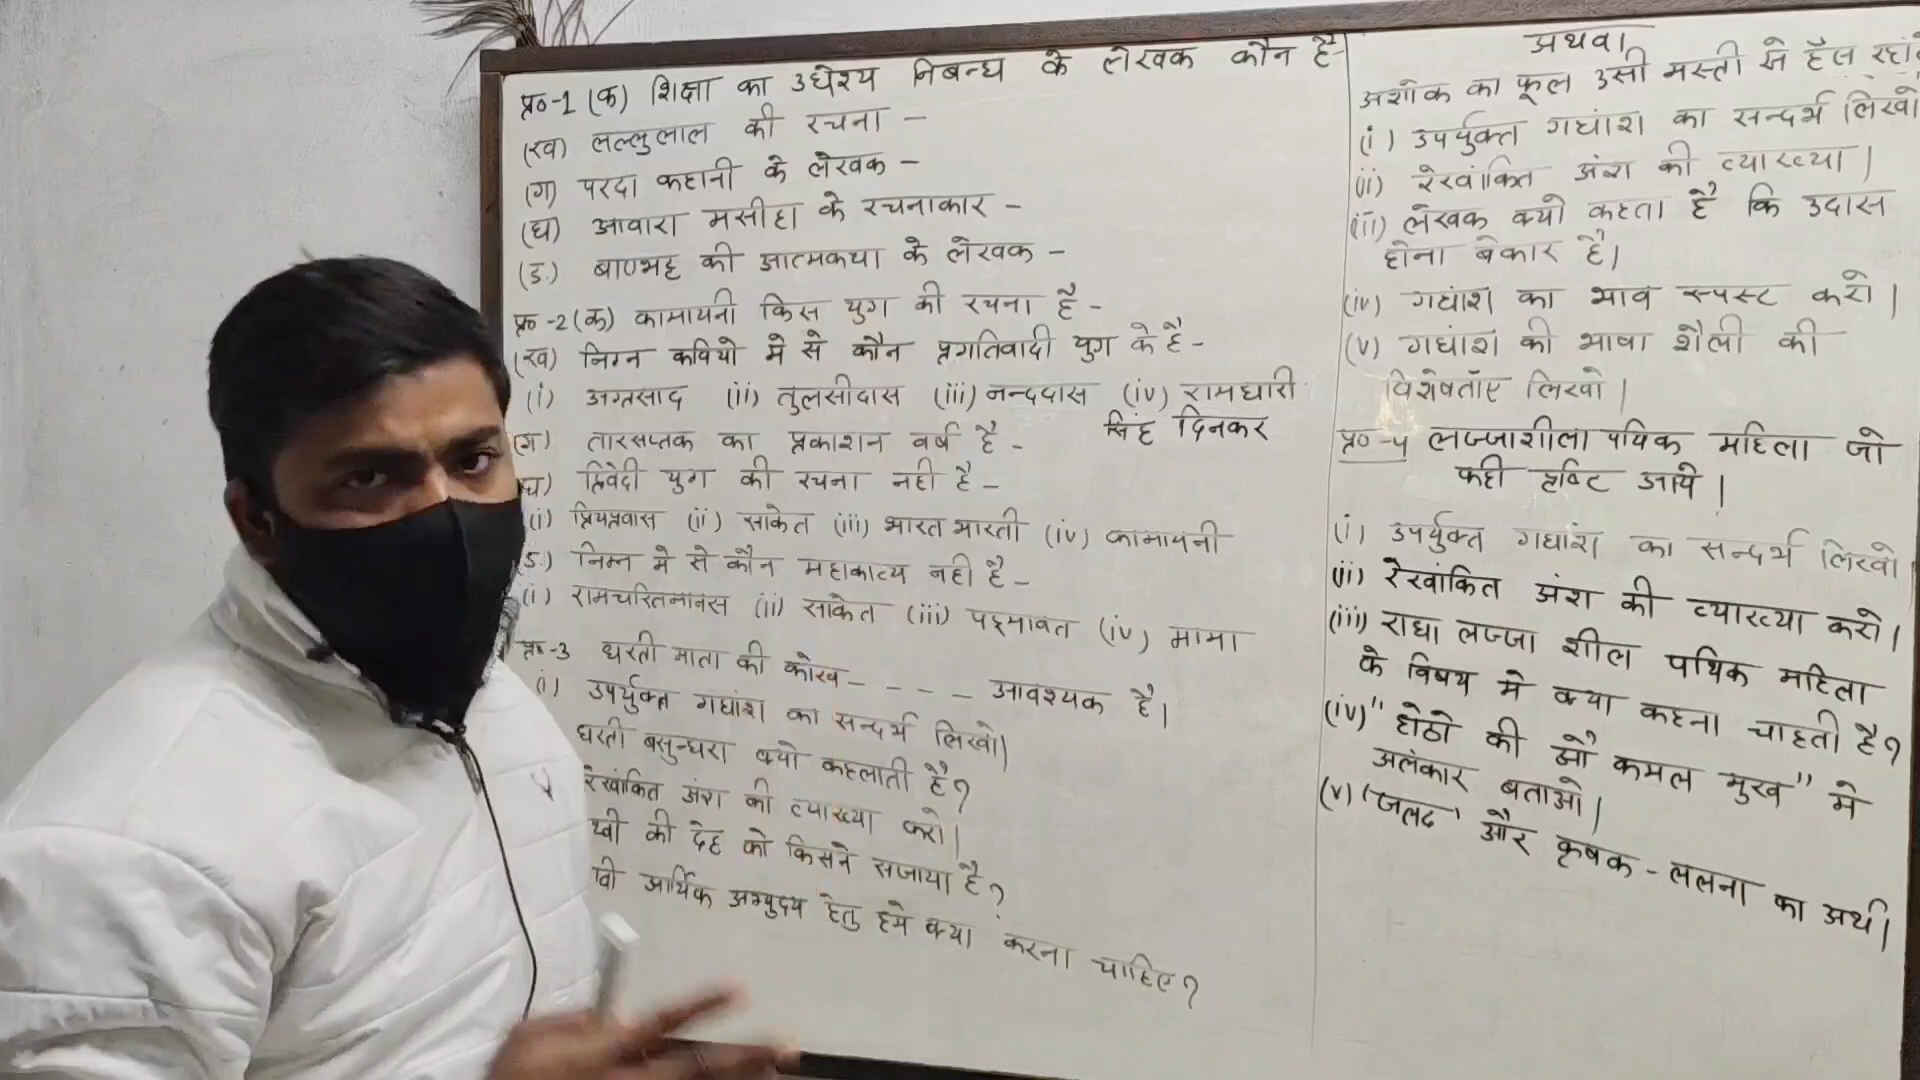 प्र०-1 (क) शिक्षा का उधेश्य निबन्ध के लेखक कौन है-
(ख) लल्लुलाल की रचना -
(ग) परदा कहानी के लेखक -
(घ) आवारा मसीहा के रचनाकार -
(ड.) बाणभट्ट की आत्मकथा के लेखक -
प्र०-2(क) कामायनी किस युग की रचना है-
(ख) निम्न कवियो मे से कौन प्रगतिवादी युग के है-
(i) अग्रसाद (ii) तुलसीदास (iii) नन्ददास (iv) रामधारी
सिंह दिनकर
(ग) तारसप्तक का प्रकाशन वर्ष है-
घ) द्विवेदी युग की रचना नही है-
(i) प्रियप्रवास (ii) साकेत (iii) भारत भारती (iv) कामायनी
ड.) निम्न मे से कौन महाकाव्य नही है-
(i) रामचरितमानस (ii) साकेत (iii) पद्मावत (iv) मामा
प्र०-3 धरती माता की कोख- - - - आवश्यक है।
(i) उपर्युक्त गद्यांश का सन्दर्भ लिखो।
धरती बसुन्धरा क्यो कहलाती है?
रेखांकित अंश की व्याख्या करो।
थ्वी की देह को किसने सजाया है?
आर्थिक अभ्युदय हेतु हमे क्या करना चाहिए?
अथवा
अशोक का फूल उसी मस्ती से हँस रहा
(i) उपर्युक्त गद्यांश का सन्दर्भ लिखो
(ii) रेखांकित अंश की व्याख्या।
(iii) लेखक क्यो कहता है कि उदास
होना बेकार है।
(iv) गद्यांश का भाव स्पस्ट करो।
(v) गद्यांश की भाषा शैली की
विशेषताँए लिखो।
प्र०-4 लज्जाशीला पथिक महिला जो
कही दृष्टि आये।
(i) उपर्युक्त गद्यांश का सन्दर्भ लिखो
(ii) रेखांकित अंश की व्याख्या करो।
(iii) राधा लज्जा शील पथिक महिला
के विषय मे क्या कहना चाहती है?
(iv) "होठो की औ कमल मुख" मे
अलंकार बताओ।
(v) 'जलद' और कृषक-ललना का अर्थ।